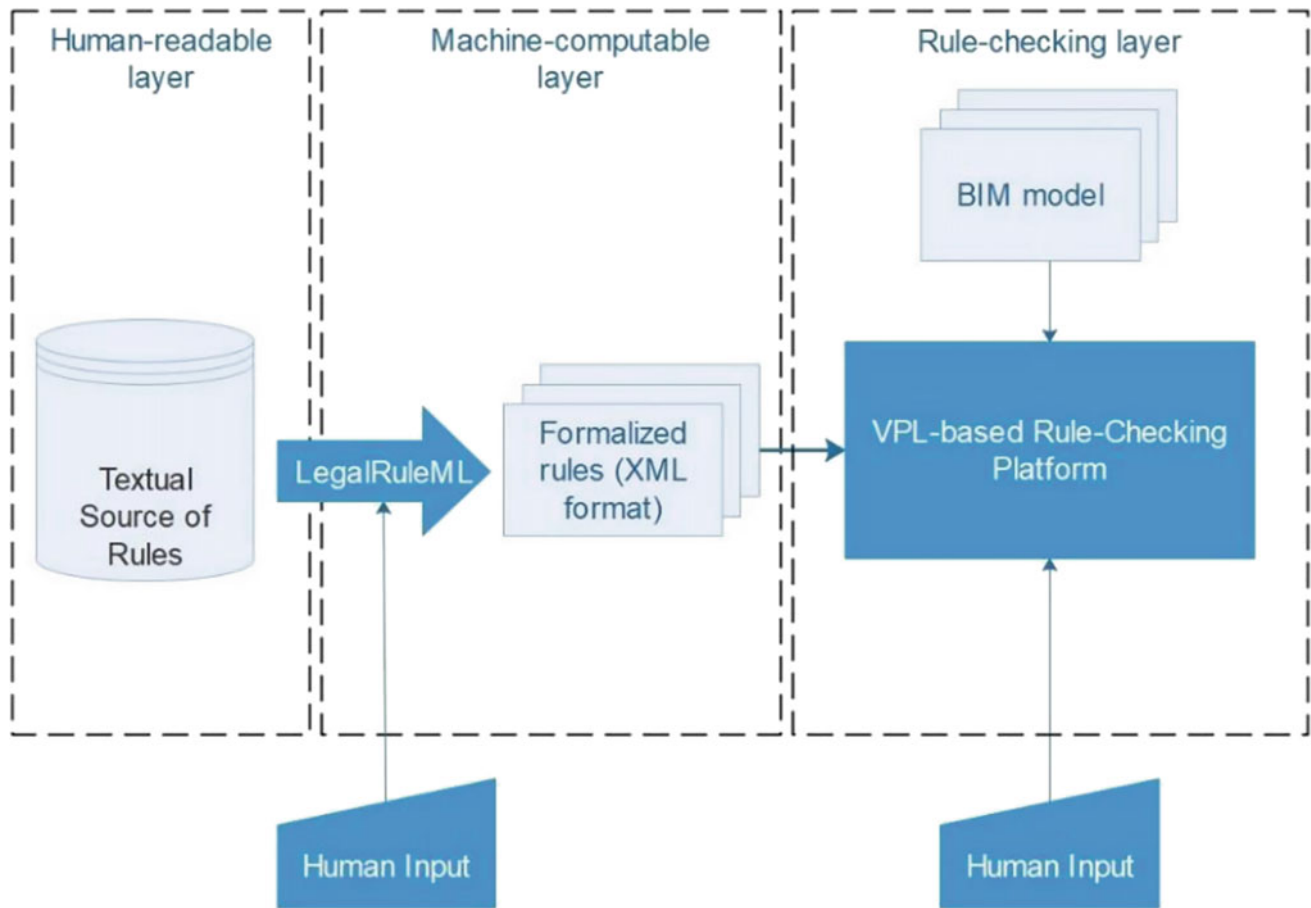 Human-readable
layer
Machine-computable
layer
Rule-checking layer
BIM model
Textual
Source of
Rules
LegalRuleML
Formalized
rules (XML
format)
VPL-based Rule-Checking
Platform
Human Input
Human Input